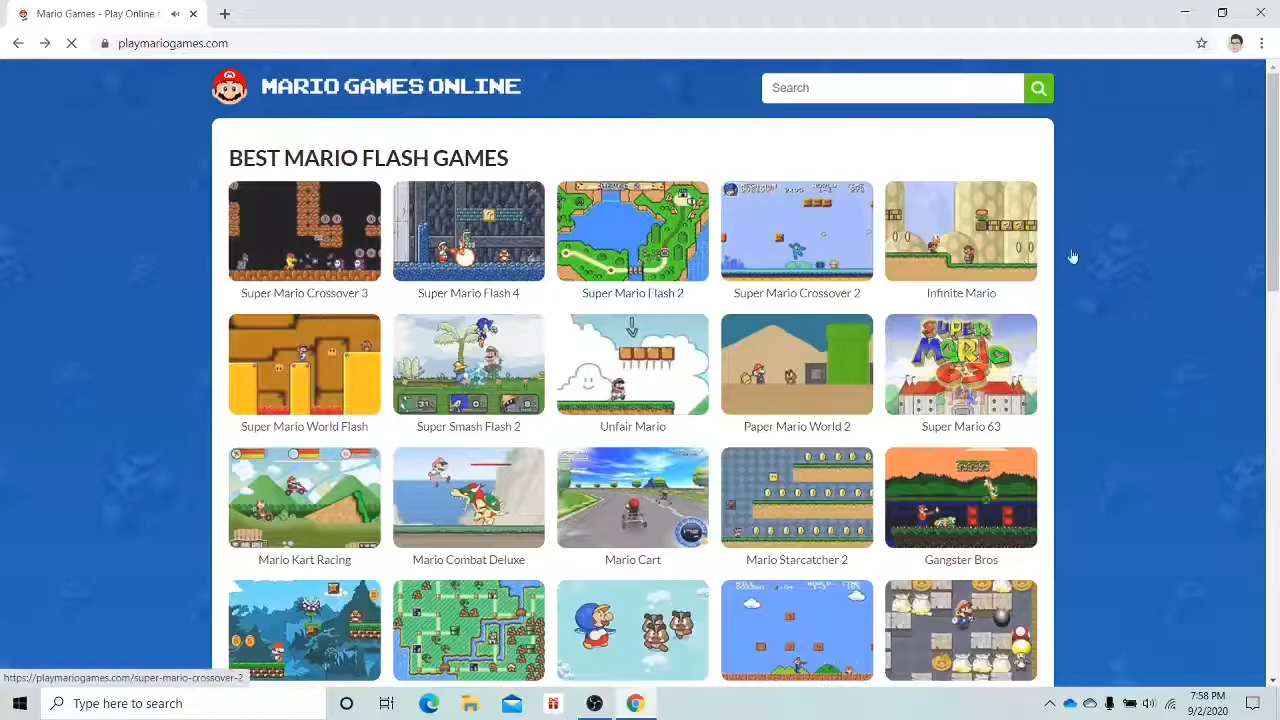 Mario Games - Play Online
playmariogames.com
MARIO GAMES ONLINE
Search
BEST MARIO FLASH GAMES
Super Mario Crossover 3
Super Mario Flash 4
Super Mario Flash 2
Super Mario Crossover 2
Infinite Mario
SUPER
MARIO
63
Super Mario World Flash
Super Smash Flash 2
Unfair Mario
Paper Mario World 2
Super Mario 63
Mario Kart Racing
Mario Combat Deluxe
Mario Cart
Mario Starcatcher 2
Gangster Bros
https://playmariogames.com/super-mario-crossover-2
Type here to search
7:58 PM
9/2/2020